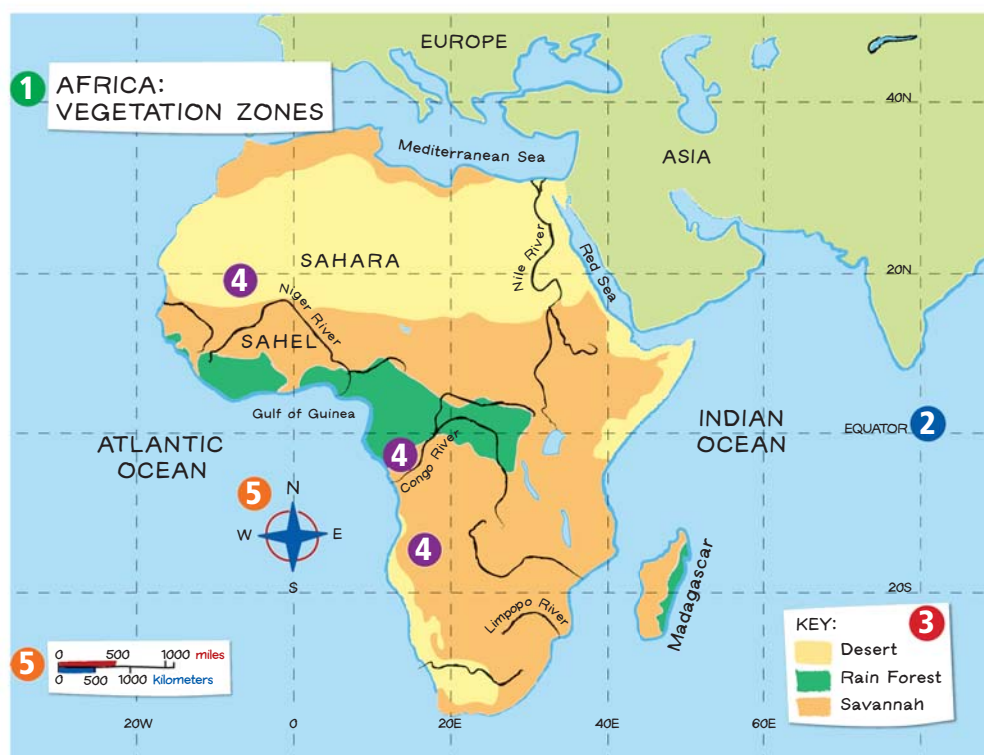 EUROPE
1
AFRICA:
VEGETATION ZONES
40N
Mediterranean Sea
ASIA
SAHARA
Nile River
Red Sea
20N
4
Niger River
SAHEL
Gulf of Guinea
INDIAN
OCEAN
EQUATOR
2
ATLANTIC
OCEAN
4
Congo River
5
N
W
E
S
4
20S
Madagascar
Limpopo River
KEY:
3
Desert
Rain Forest
Savannah
5
0 500 1000 miles
0 500 1000 Kilometers
20W
0
20E
40E
60E